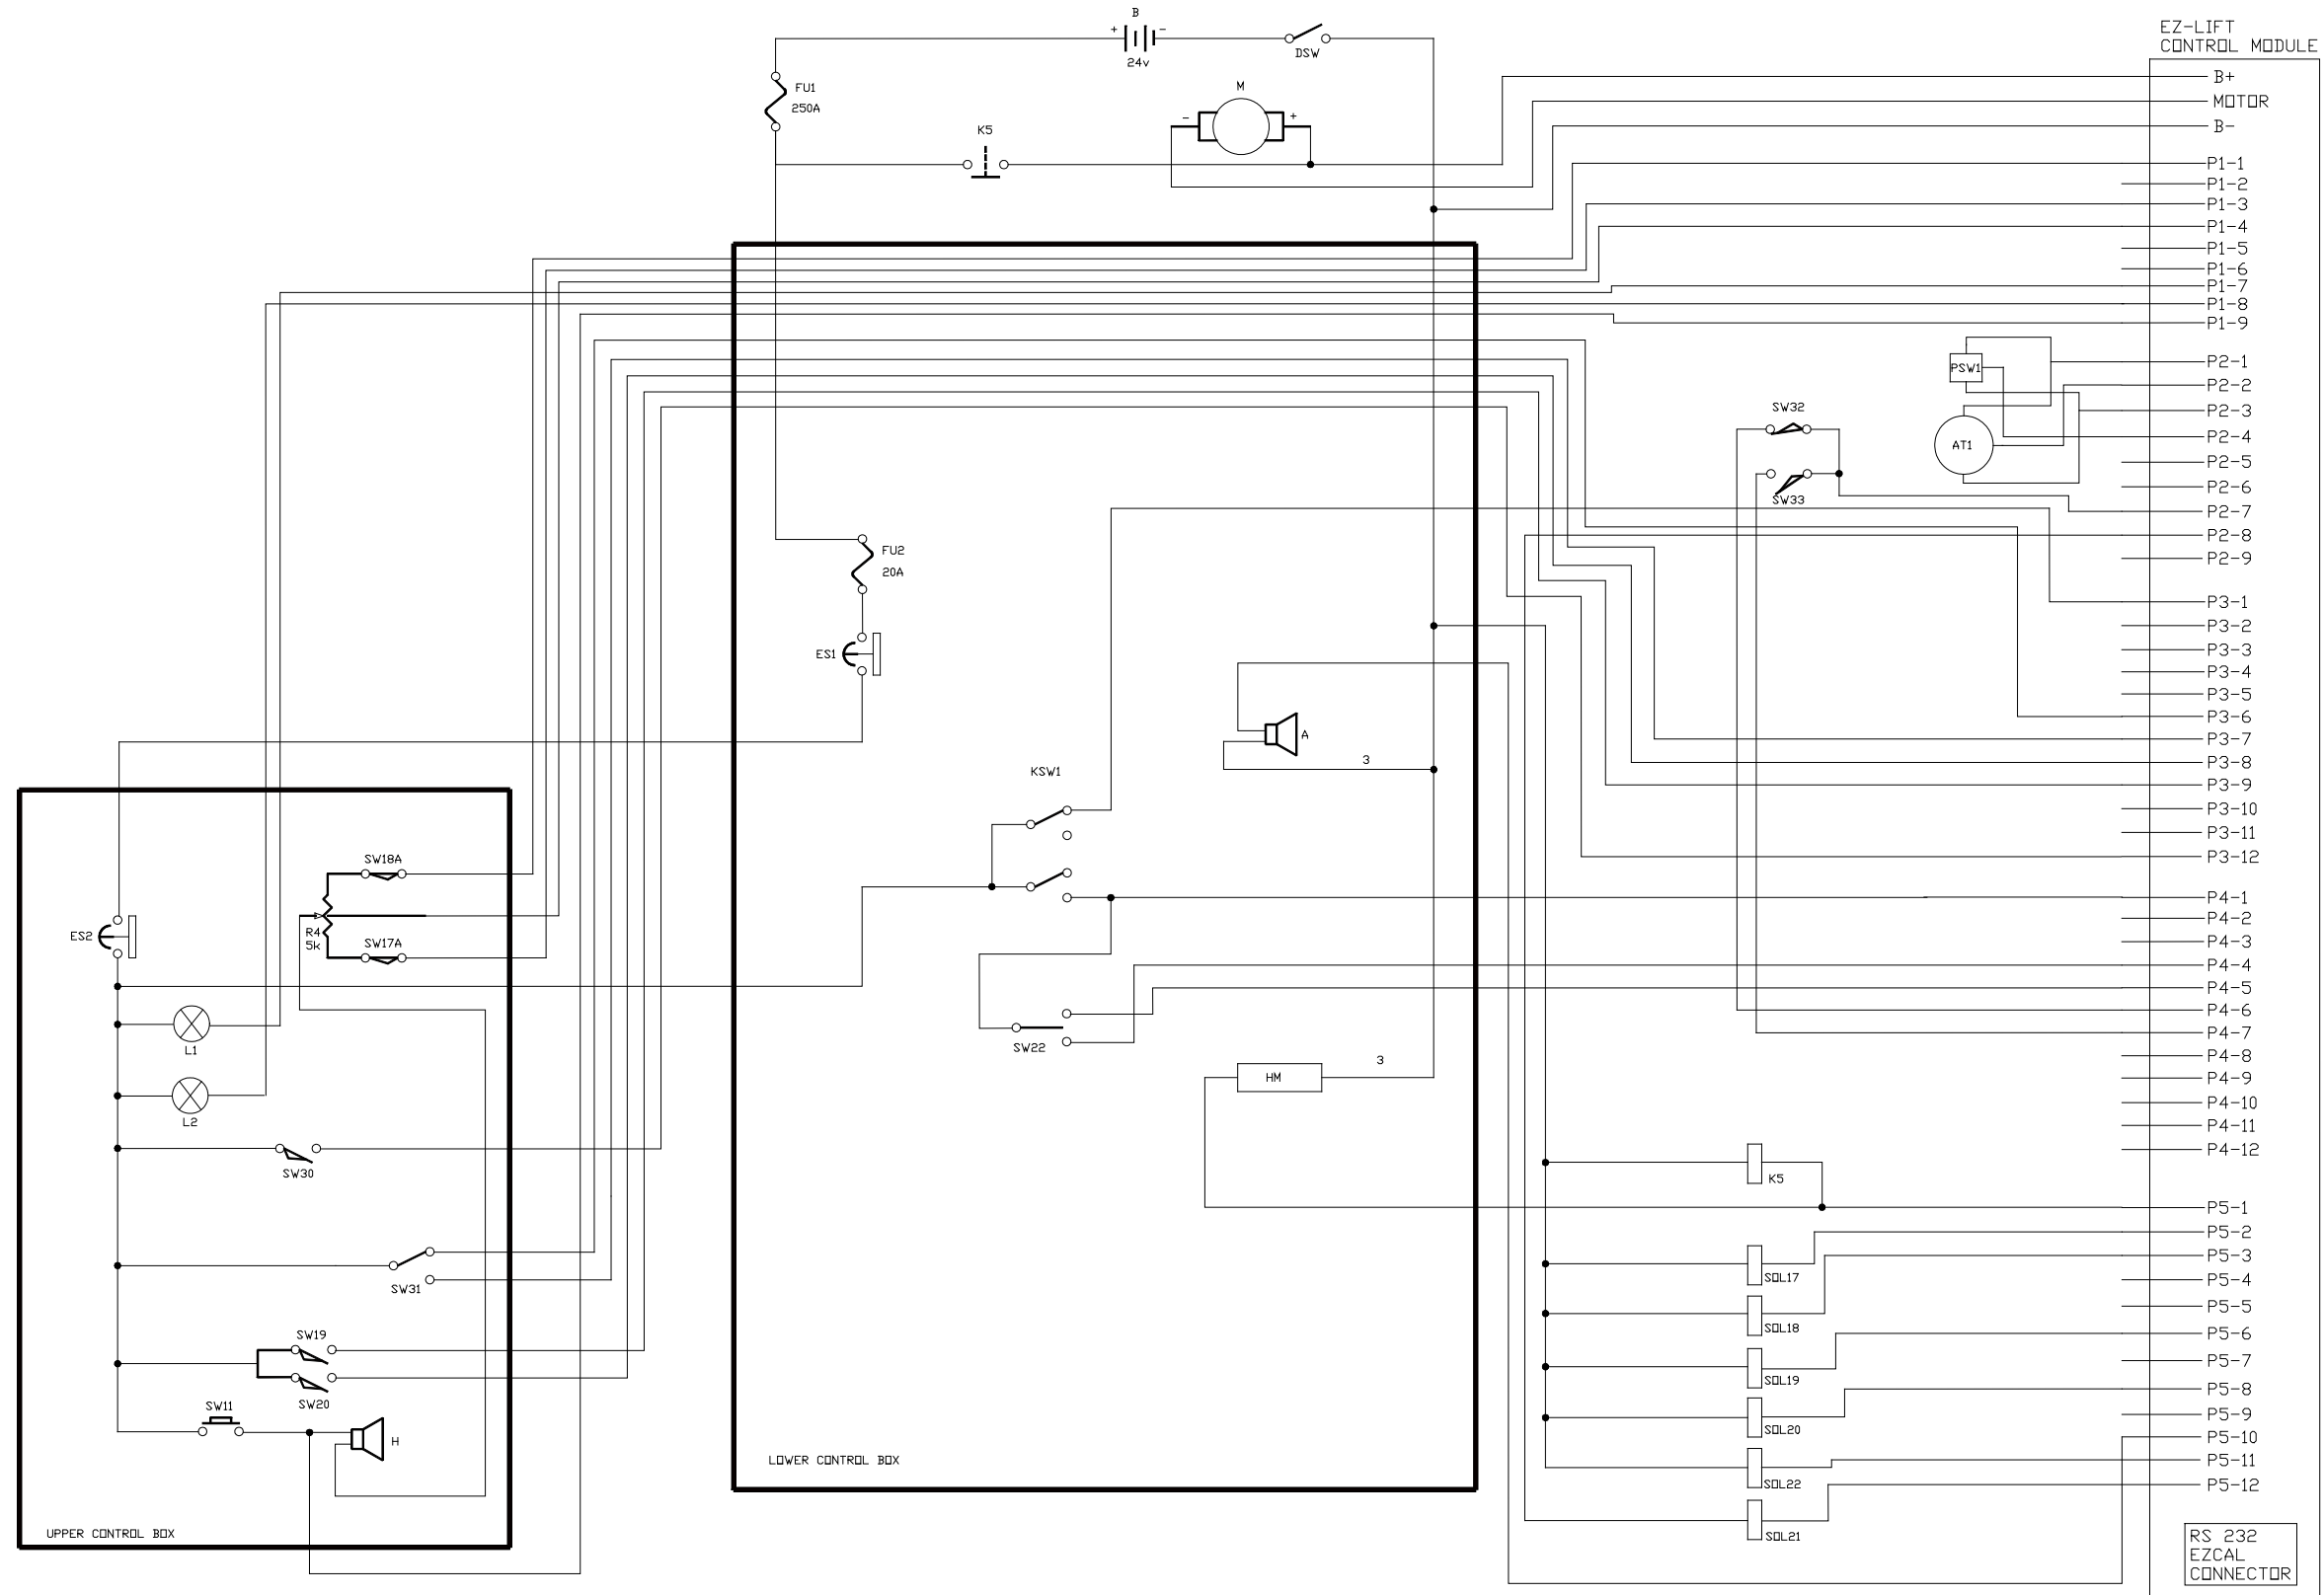 B
+
-
24v
DSW
EZ-LIFT
CONTROL MODULE
FU1
250A
M
-
+
K5
B+
MOTOR
B-
P1-1
P1-2
P1-3
P1-4
P1-5
P1-6
P1-7
P1-8
P1-9
PSW1
AT1
SW32
SW33
P2-1
P2-2
P2-3
P2-4
P2-5
P2-6
P2-7
P2-8
P2-9
FU2
20A
ES1
P3-1
P3-2
P3-3
P3-4
P3-5
P3-6
P3-7
P3-8
P3-9
P3-10
P3-11
P3-12
A
3
KSW1
SW18A
R4
5k
SW17A
ES2
L1
L2
SW22
HM
3
P4-1
P4-2
P4-3
P4-4
P4-5
P4-6
P4-7
P4-8
P4-9
P4-10
P4-11
P4-12
SW30
SW31
SW19
SW20
SW11
H
K5
SOL17
SOL18
SOL19
SOL20
SOL22
SOL21
P5-1
P5-2
P5-3
P5-4
P5-5
P5-6
P5-7
P5-8
P5-9
P5-10
P5-11
P5-12
LOWER CONTROL BOX
UPPER CONTROL BOX
RS 232
EZCAL
CONNECTOR